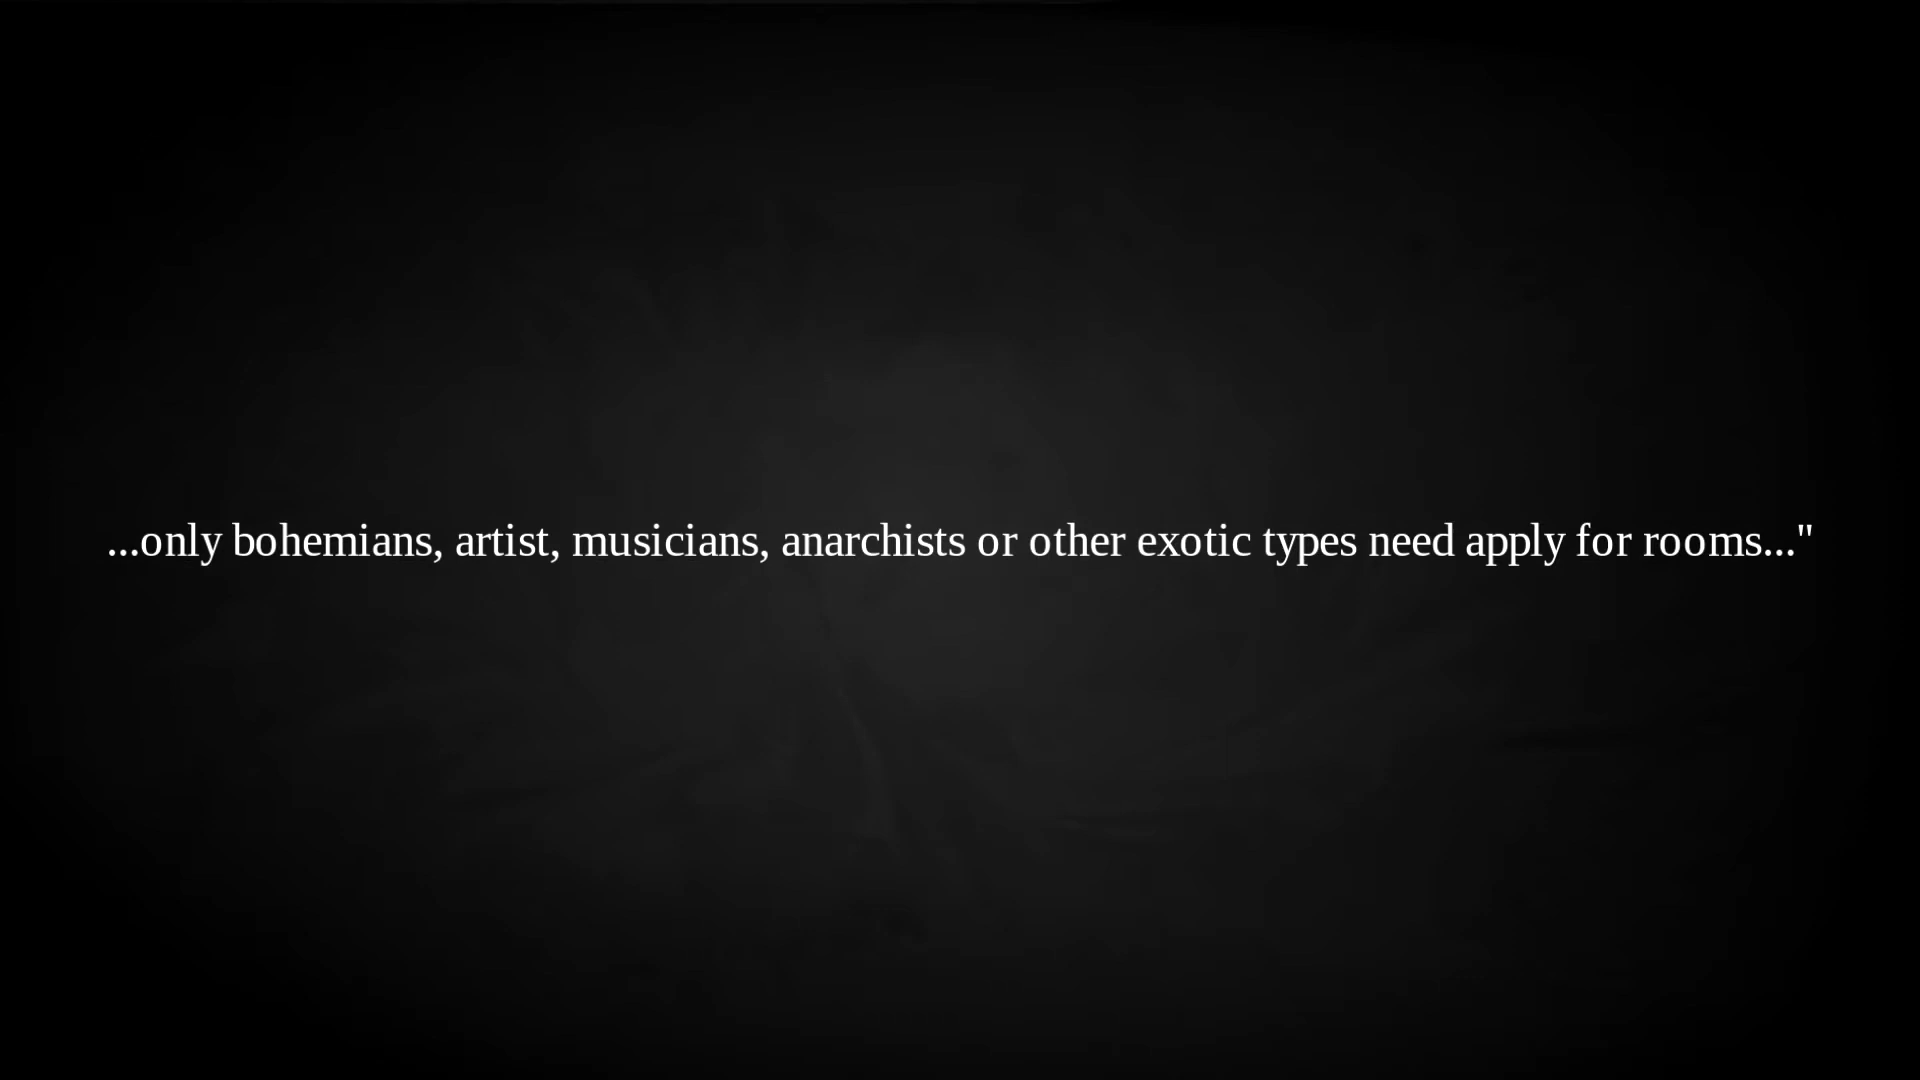 ...only bohemians, artist, musicians, anarchists or other exotic types need apply for rooms..."